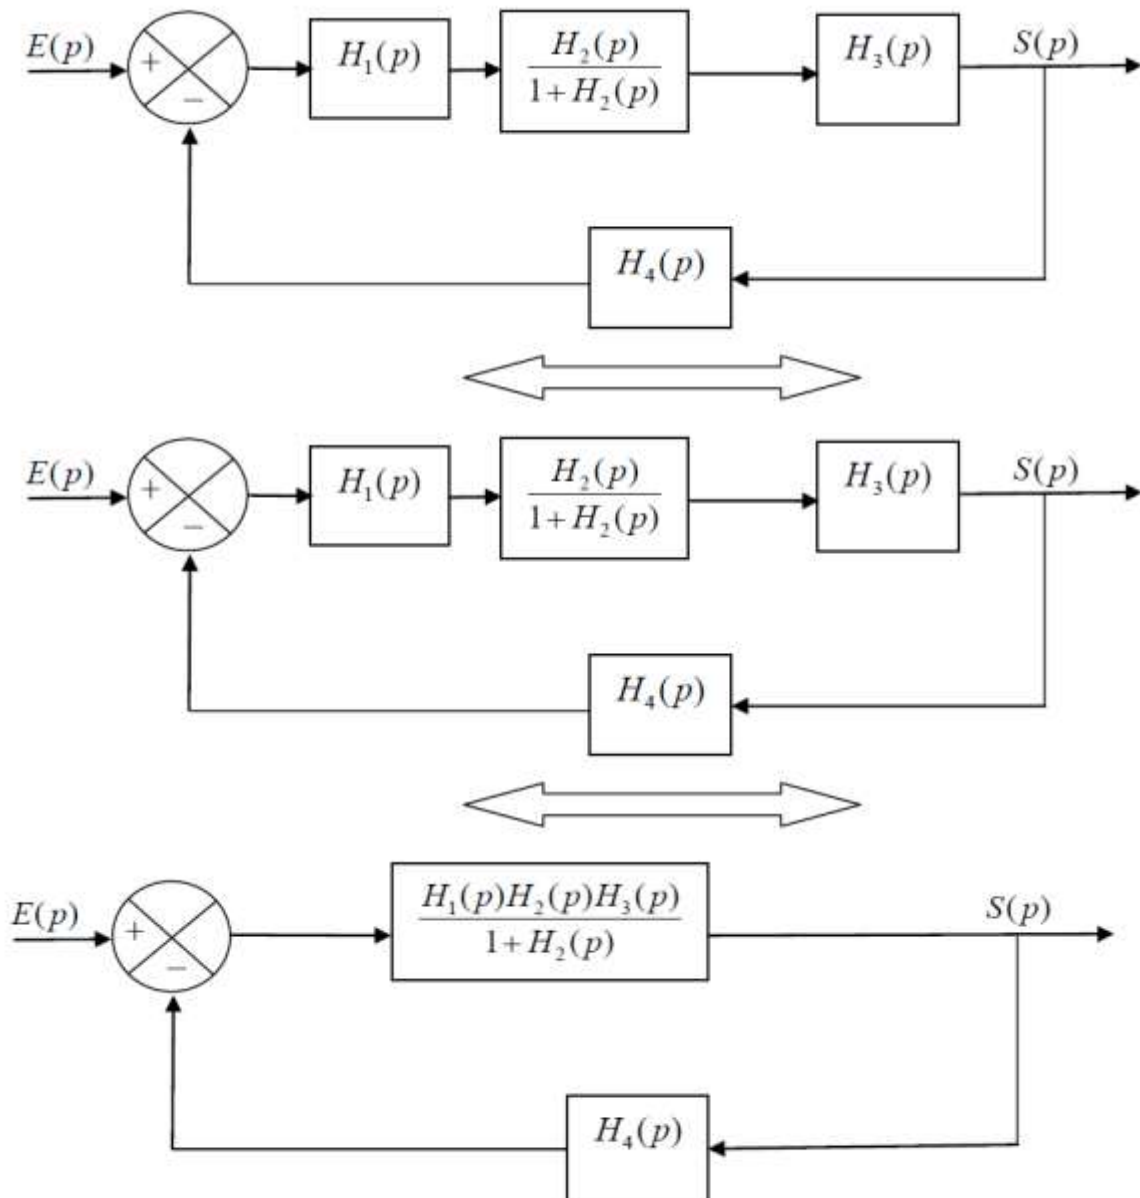 E(p) + − H₁(p) H₂(p) / 1 + H₂(p) H₃(p) S(p)
H₄(p)
E(p) + − H₁(p) H₂(p) / 1 + H₂(p) H₃(p) S(p)
H₄(p)
E(p) + − H₁(p)H₂(p)H₃(p) / 1 + H₂(p) S(p)
H₄(p)